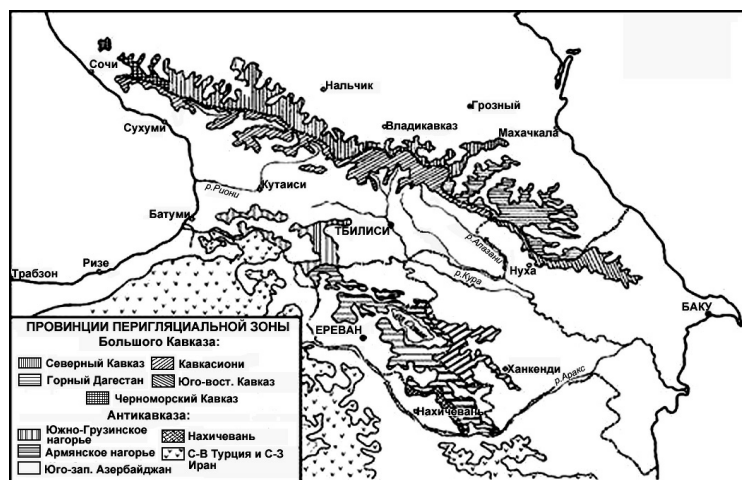 Сочи
Нальчик
Грозный
Сухуми
Владикавказ
Махачкала
р.Риони
Кутаиси
Батуми
ТБИЛИСИ
р.Алазани
Ризе
Трабзон
Нуха
р.Кура
БАКУ
ЕРЕВАН
Ханкенди
р.Аракс
Нахичевань
ПРОВИНЦИИ ПЕРИГЛЯЦИАЛЬНОЙ ЗОНЫ
Большого Кавказа:
Северный Кавказ
Кавкасиони
Горный Дагестан
Юго-вост. Кавказ
Черноморский Кавказ
Антикавказа:
Южно-Грузинское
нагорье
Нахичевань
Армянское нагорье
С-В Турция и С-З
Иран
Юго-зап. Азербайджан